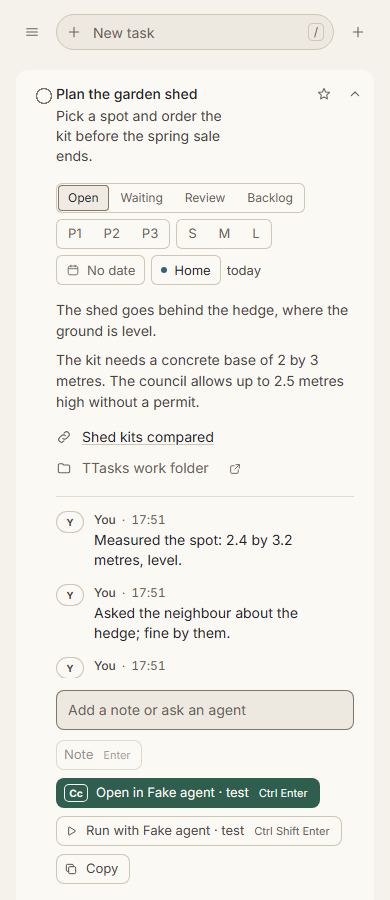 New task /
Plan the garden shed
Pick a spot and order the
kit before the spring sale
ends.
Open Waiting Review Backlog
P1 P2 P3 S M L
No date Home today
The shed goes behind the hedge, where the
ground is level.
The kit needs a concrete base of 2 by 3
metres. The council allows up to 2.5 metres
high without a permit.
Shed kits compared
TTasks work folder
Y You · 17:51
Measured the spot: 2.4 by 3.2
metres, level.
Y You · 17:51
Asked the neighbour about the
hedge; fine by them.
Y You · 17:51
Add a note or ask an agent
Note Enter
Cc Open in Fake agent · test Ctrl Enter
Run with Fake agent · test Ctrl Shift Enter
Copy